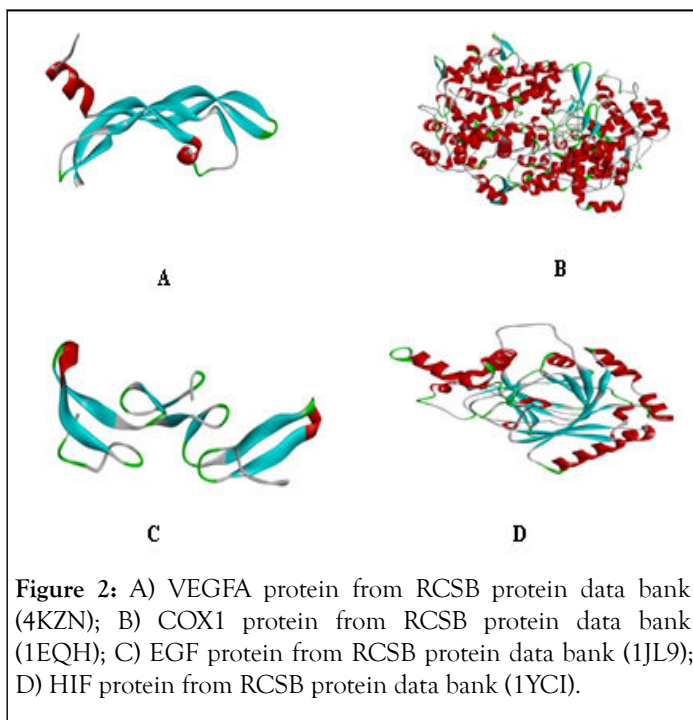 A
B
C
D
Figure 2: A) VEGFA protein from RCSB protein data bank
(4KZN); B) COX1 protein from RCSB protein data bank
(1EQH); C) EGF protein from RCSB protein data bank (1JL9);
D) HIF protein from RCSB protein data bank (1YCI).